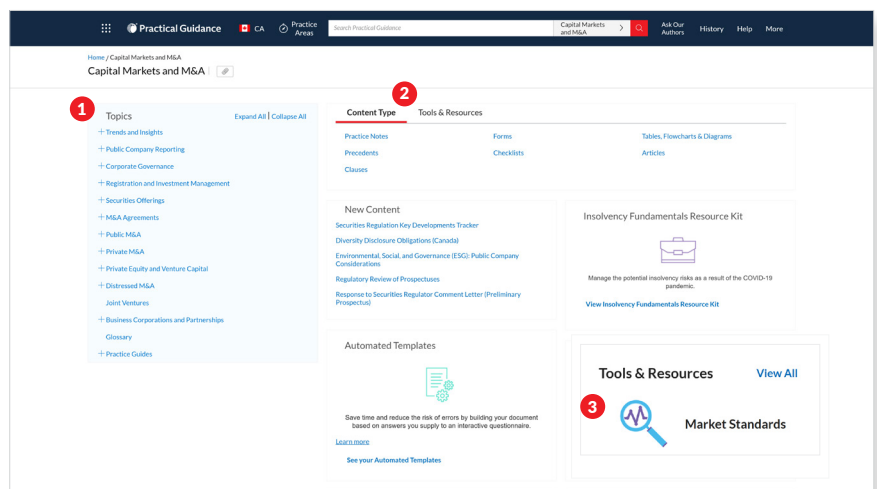 Practical Guidance
CA
Practice Areas
Search Practical Guidance
Capital Markets and M&A
Ask Our Authors
History
Help
More
Home / Capital Markets and M&A
Capital Markets and M&A
1
Topics
Expand All | Collapse All
+ Trends and Insights
+ Public Company Reporting
+ Corporate Governance
+ Registration and Investment Management
+ Securities Offerings
+ M&A Agreements
+ Public M&A
+ Private M&A
+ Private Equity and Venture Capital
+ Distressed M&A
Joint Ventures
+ Business Corporations and Partnerships
Glossary
+ Practice Guides
2
Content Type
Tools & Resources
Practice Notes
Forms
Tables, Flowcharts & Diagrams
Precedents
Checklists
Articles
Clauses
New Content
Securities Regulation Key Developments Tracker
Diversity Disclosure Obligations (Canada)
Environmental, Social, and Governance (ESG): Public Company
Considerations
Regulatory Review of Prospectuses
Response to Securities Regulator Comment Letter (Preliminary
Prospectus)
Insolvency Fundamentals Resource Kit
Manage the potential insolvency risks as a result of the COVID-19
pandemic.
View Insolvency Fundamentals Resource Kit
Automated Templates
Save time and reduce the risk of errors by building your document
based on answers you supply to an interactive questionnaire.
Learn more
See your Automated Templates
Tools & Resources
View All
3
Market Standards